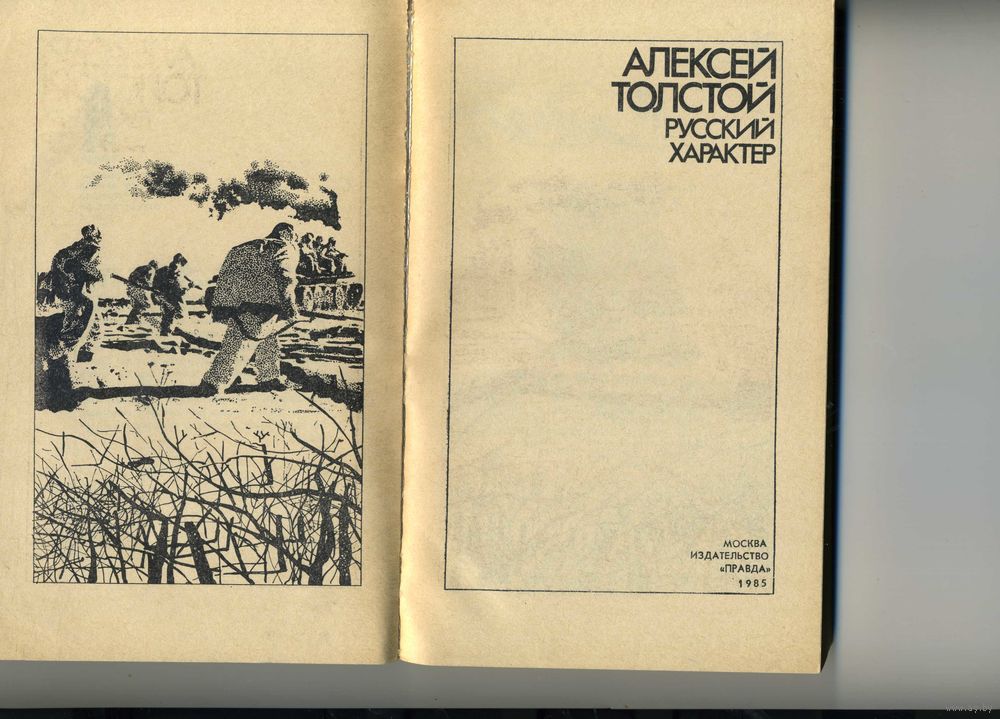 АЛЕКСЕЙ
ТОЛСТОЙ
РУССКИЙ
ХАРАКТЕР
МОСКВА
ИЗДАТЕЛЬСТВО
«ПРАВДА»
1985